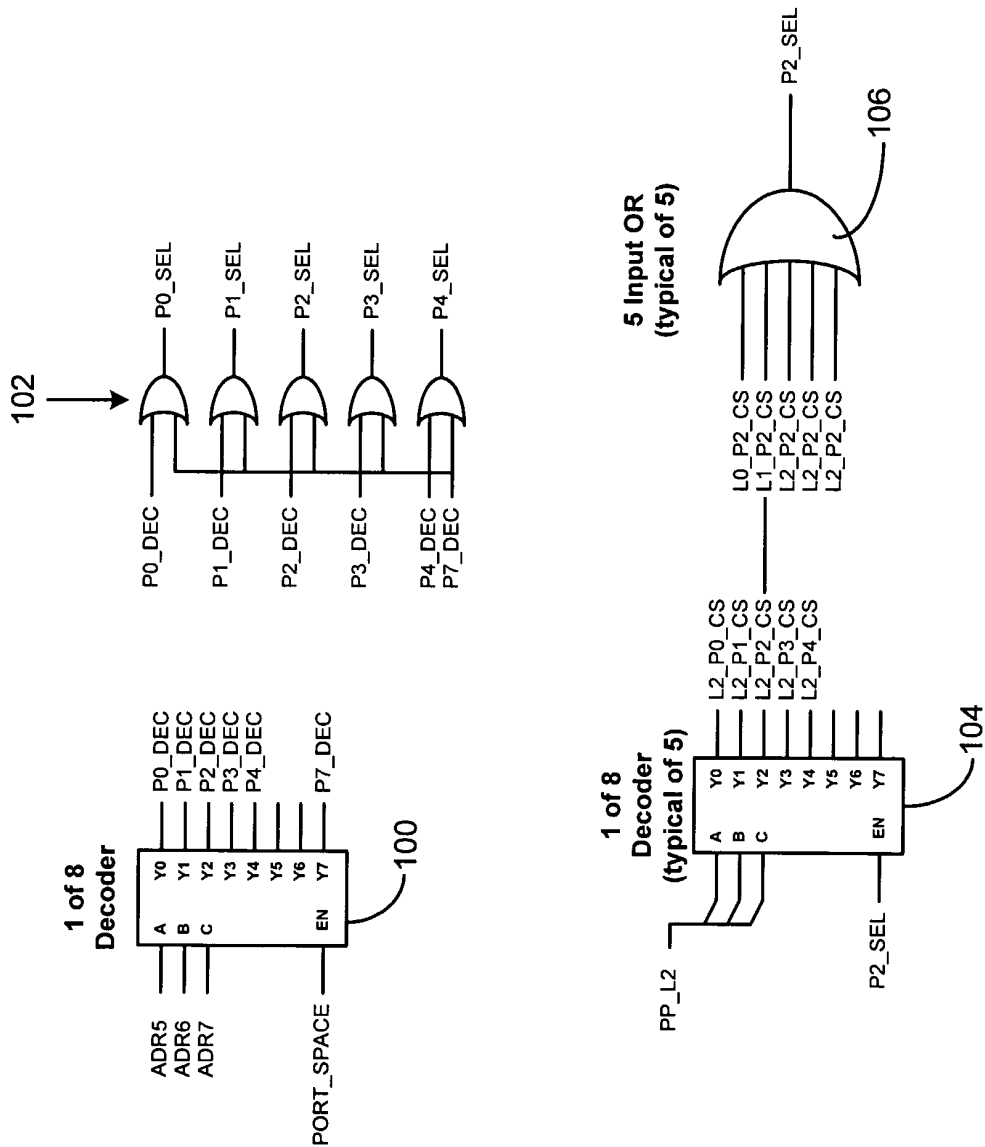 1 of 8
Decoder
ADR5
ADR6
ADR7
PORT_SPACE
A
B
C
EN
Y0
Y1
Y2
Y3
Y4
Y5
Y6
Y7
P0_DEC
P1_DEC
P2_DEC
P3_DEC
P4_DEC
P7_DEC
100
102
P0_DEC
P1_DEC
P2_DEC
P3_DEC
P4_DEC
P7_DEC
P0_SEL
P1_SEL
P2_SEL
P3_SEL
P4_SEL
1 of 8
Decoder
(typical of 5)
PP_L2
P2_SEL
A
B
C
EN
Y0
Y1
Y2
Y3
Y4
Y5
Y6
Y7
L2_P0_CS
L2_P1_CS
L2_P2_CS
L2_P3_CS
L2_P4_CS
104
5 Input OR
(typical of 5)
L0_P2_CS
L1_P2_CS
L2_P2_CS
L2_P2_CS
L2_P2_CS
P2_SEL
106